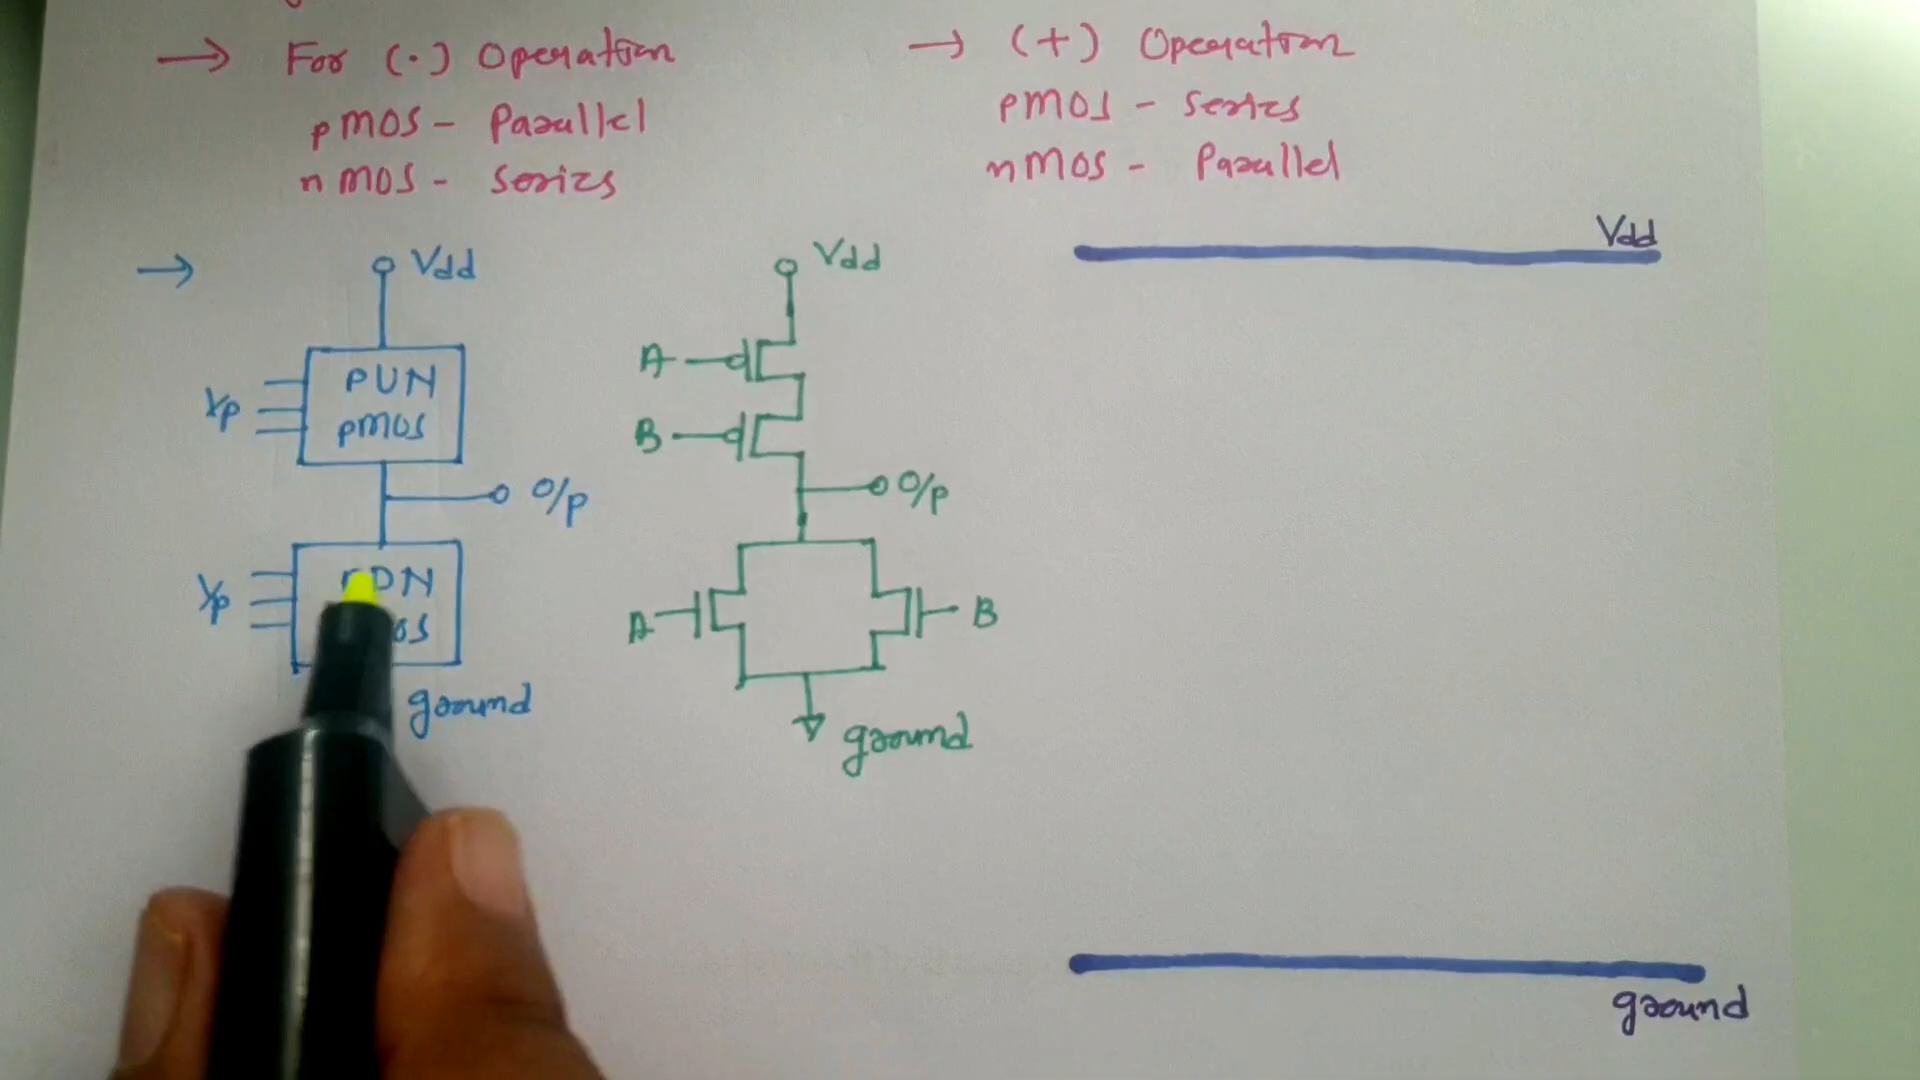 → For (·) Operation
pMOS - Parallel
nMOS - Series
→ (+) Operation
pMOS - Series
nMOS - Parallel
→
Vdd
PUN
pMOS
I/p
O/p
I/p
ground
Vdd
A
B
O/p
A
B
ground
Vdd
ground